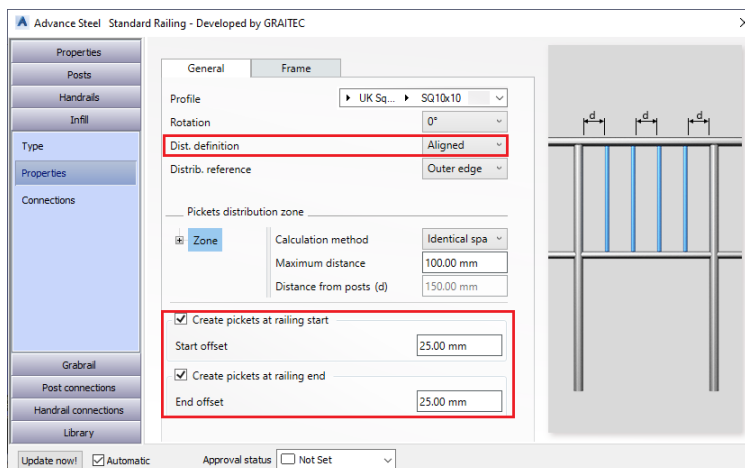 Advance Steel Standard Railing - Developed by GRAITEC
Properties
Posts
Handrails
Infill
Type
Properties
Connections
Grabrail
Post connections
Handrail connections
Library
General Frame
Profile UK Sq... SQ10x10
Rotation 0°
Dist. definition Aligned
Distrib. reference Outer edge
Pickets distribution zone
Zone
Calculation method Identical spa
Maximum distance 100.00 mm
Distance from posts (d) 150.00 mm
Create pickets at railing start
Start offset 25.00 mm
Create pickets at railing end
End offset 25.00 mm
d d d
Update now! Automatic Approval status Not Set